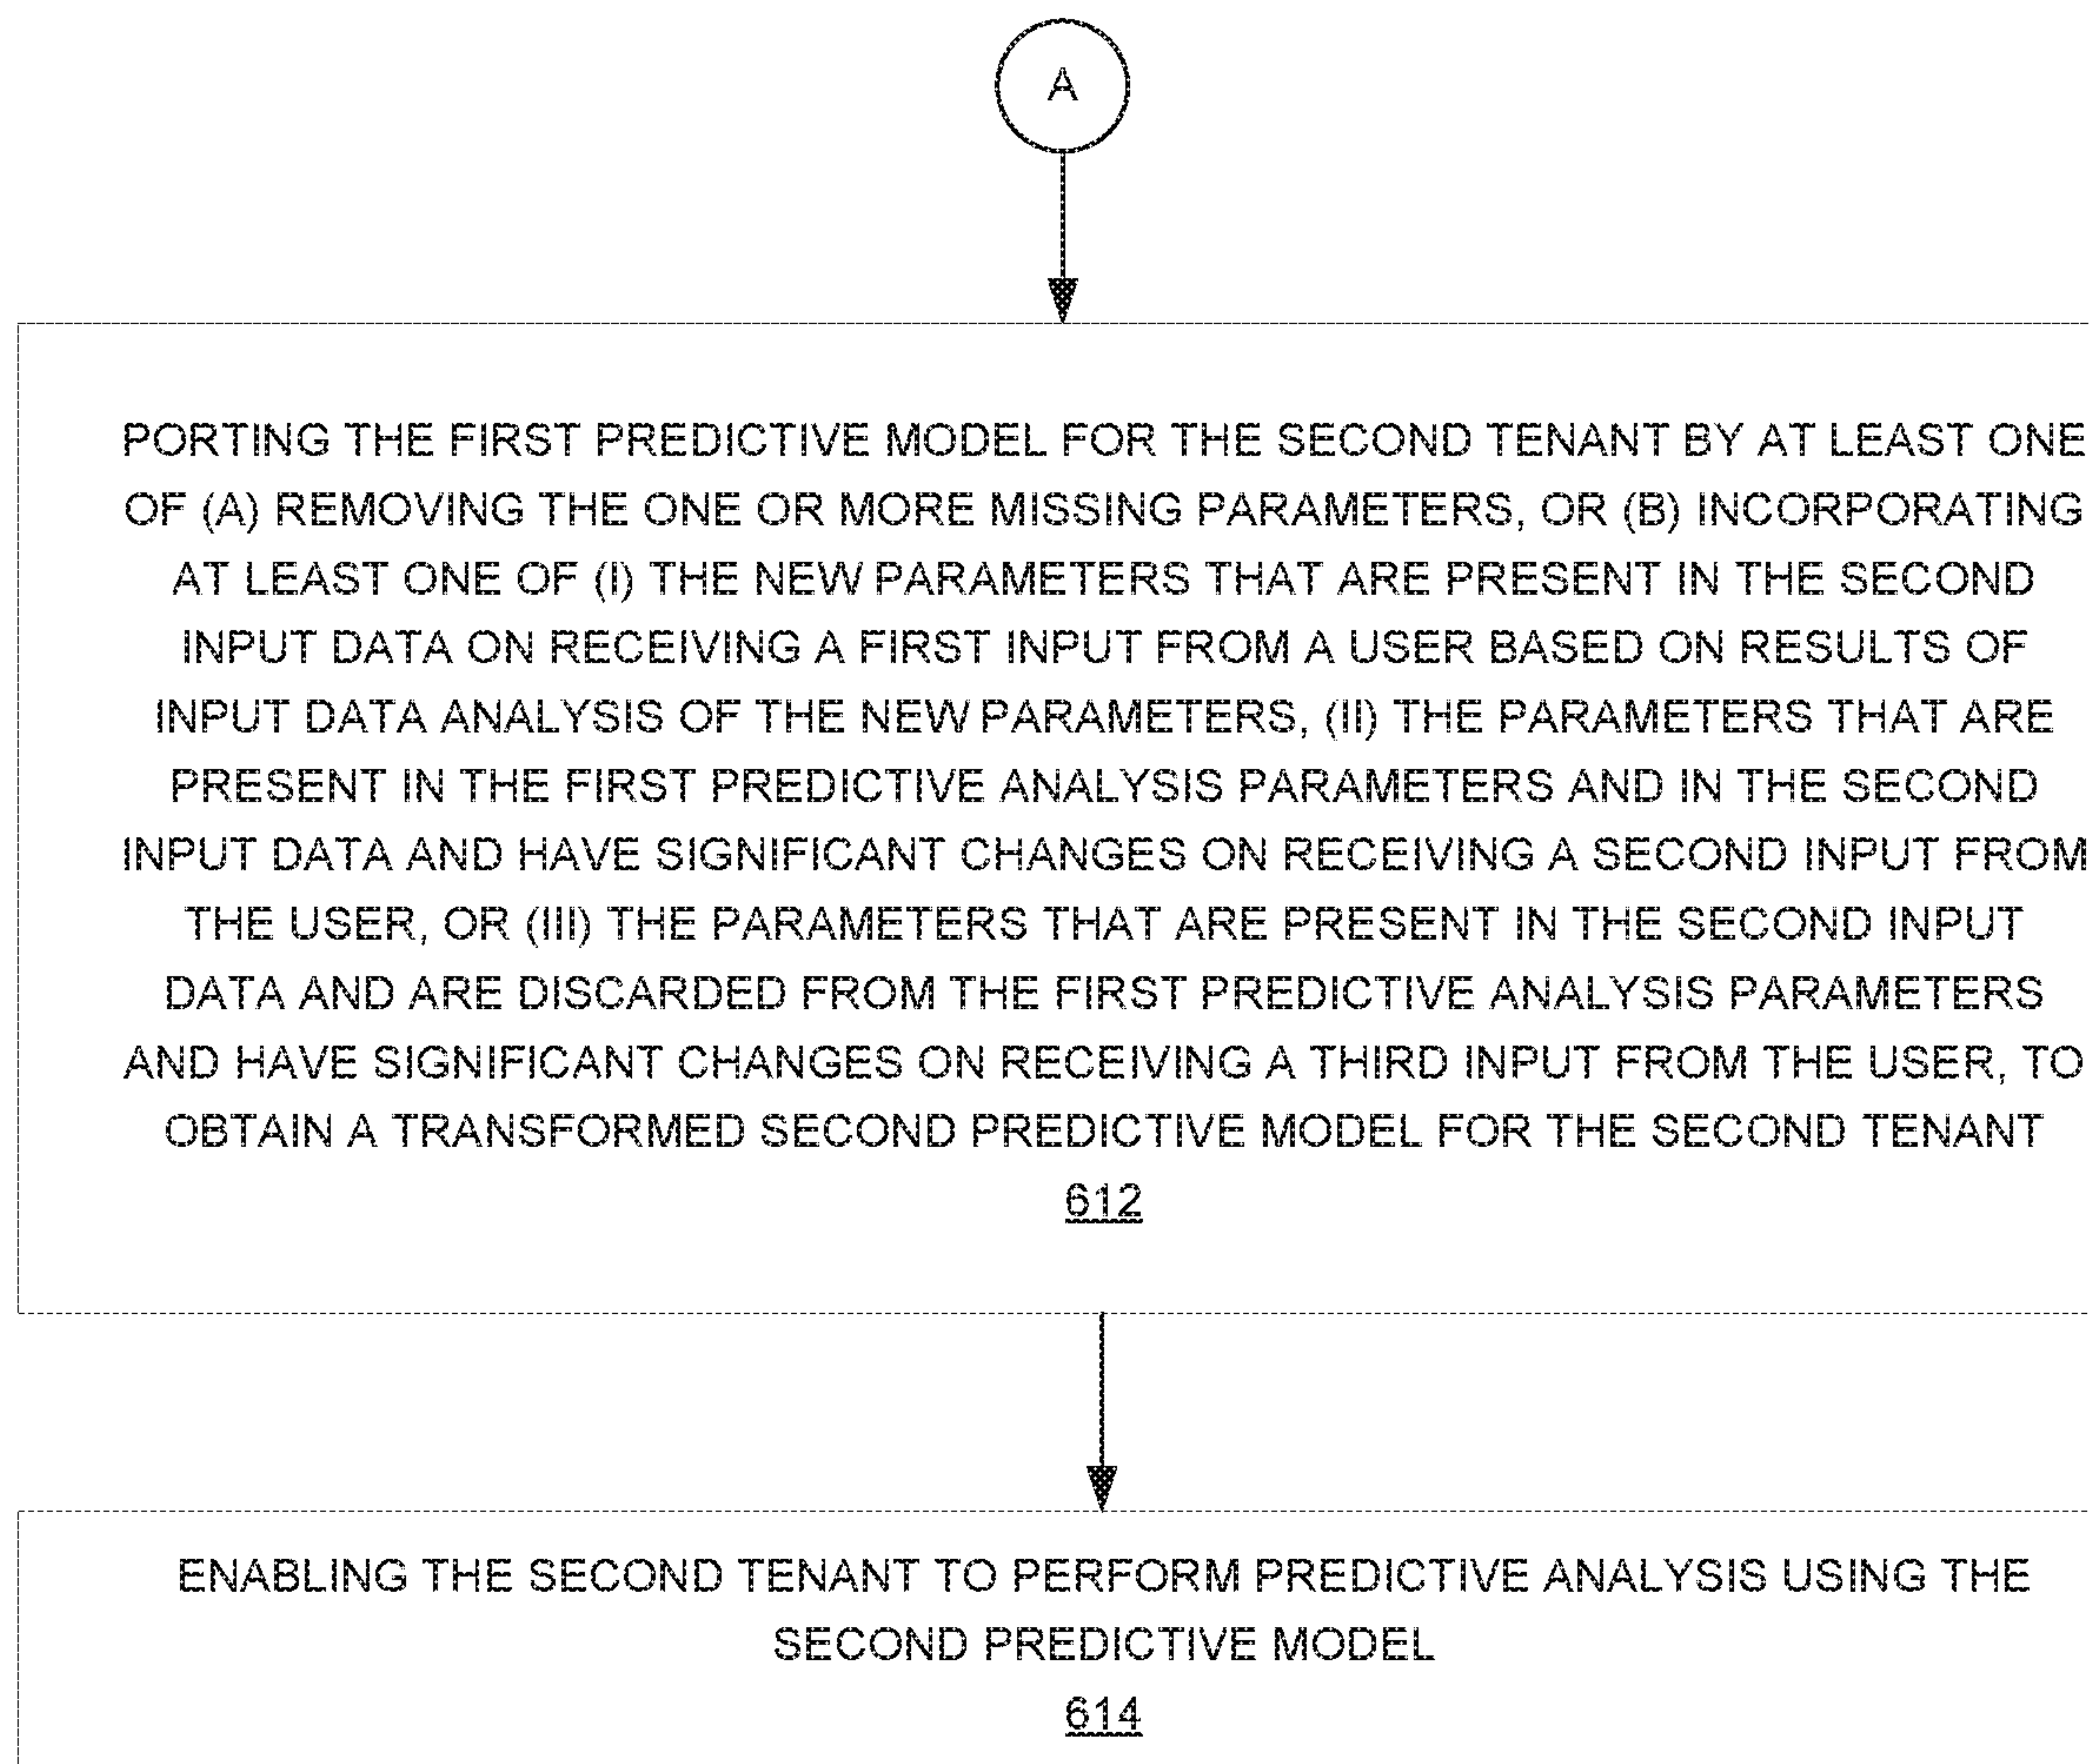 A
PORTING THE FIRST PREDICTIVE MODEL FOR THE SECOND TENANT BY AT LEAST ONE
OF (A) REMOVING THE ONE OR MORE MISSING PARAMETERS, OR (B) INCORPORATING
AT LEAST ONE OF (I) THE NEW PARAMETERS THAT ARE PRESENT IN THE SECOND
INPUT DATA ON RECEIVING A FIRST INPUT FROM A USER BASED ON RESULTS OF
INPUT DATA ANALYSIS OF THE NEW PARAMETERS, (II) THE PARAMETERS THAT ARE
PRESENT IN THE FIRST PREDICTIVE ANALYSIS PARAMETERS AND IN THE SECOND
INPUT DATA AND HAVE SIGNIFICANT CHANGES ON RECEIVING A SECOND INPUT FROM
THE USER, OR (III) THE PARAMETERS THAT ARE PRESENT IN THE SECOND INPUT
DATA AND ARE DISCARDED FROM THE FIRST PREDICTIVE ANALYSIS PARAMETERS
AND HAVE SIGNIFICANT CHANGES ON RECEIVING A THIRD INPUT FROM THE USER, TO
OBTAIN A TRANSFORMED SECOND PREDICTIVE MODEL FOR THE SECOND TENANT
612
ENABLING THE SECOND TENANT TO PERFORM PREDICTIVE ANALYSIS USING THE
SECOND PREDICTIVE MODEL
614